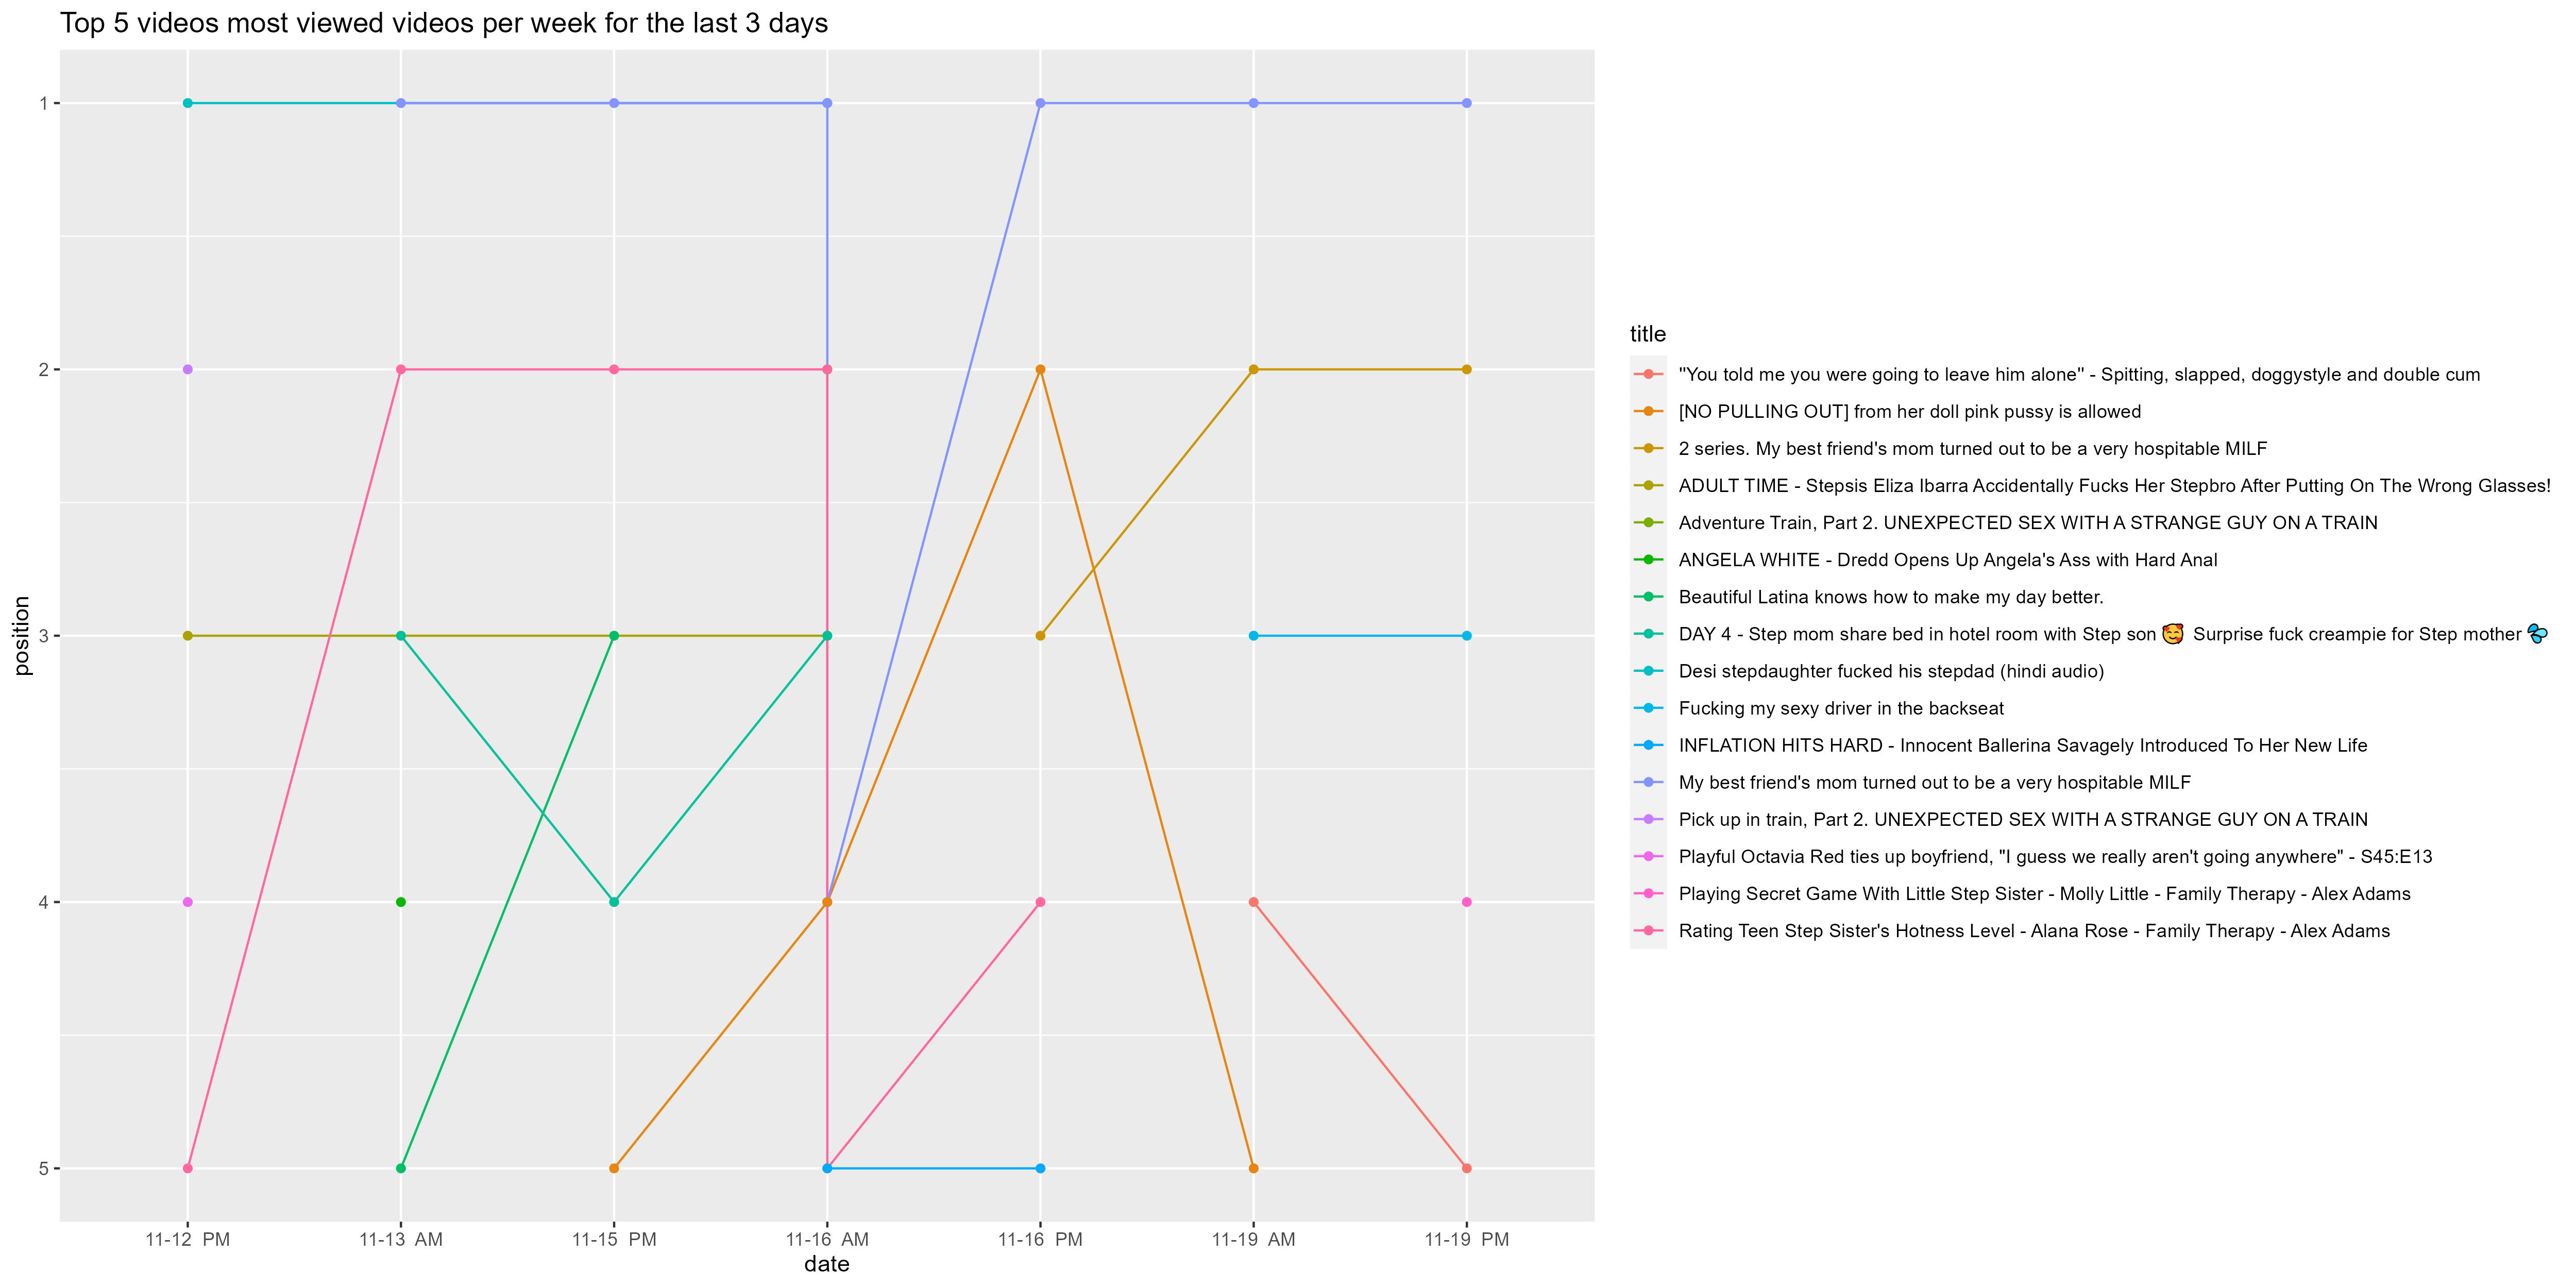 Top 5 videos most viewed videos per week for the last 3 days
position
1
2
3
4
5
11-12 PM
11-13 AM
11-15 PM
11-16 AM
11-16 PM
11-19 AM
11-19 PM
date
title
"You told me you were going to leave him alone" - Spitting, slapped, doggystyle and double cum
[NO PULLING OUT] from her doll pink pussy is allowed
2 series. My best friend's mom turned out to be a very hospitable MILF
ADULT TIME - Stepsis Eliza Ibarra Accidentally Fucks Her Stepbro After Putting On The Wrong Glasses!
Adventure Train, Part 2. UNEXPECTED SEX WITH A STRANGE GUY ON A TRAIN
ANGELA WHITE - Dredd Opens Up Angela's Ass with Hard Anal
Beautiful Latina knows how to make my day better.
DAY 4 - Step mom share bed in hotel room with Step son 🥰 Surprise fuck creampie for Step mother 💦
Desi stepdaughter fucked his stepdad (hindi audio)
Fucking my sexy driver in the backseat
INFLATION HITS HARD - Innocent Ballerina Savagely Introduced To Her New Life
My best friend's mom turned out to be a very hospitable MILF
Pick up in train, Part 2. UNEXPECTED SEX WITH A STRANGE GUY ON A TRAIN
Playful Octavia Red ties up boyfriend, "I guess we really aren't going anywhere" - S45:E13
Playing Secret Game With Little Step Sister - Molly Little - Family Therapy - Alex Adams
Rating Teen Step Sister's Hotness Level - Alana Rose - Family Therapy - Alex Adams